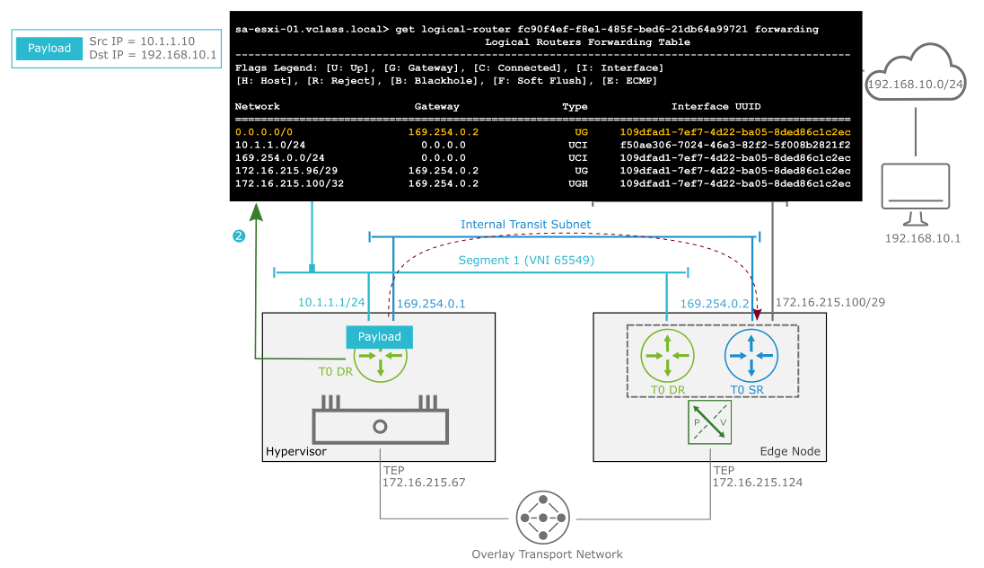 Payload
Src IP = 10.1.1.10
Dst IP = 192.168.10.1
sa-esxi-01.vclass.local> get logical-router fc90f4ef-f8e1-485f-bed6-21db64a99721 forwarding
Logical Routers Forwarding Table
Flags Legend: [U: Up], [G: Gateway], [C: Connected], [I: Interface]
[H: Host], [R: Reject], [B: Blackhole], [F: Soft Flush], [E: ECMP]
Network Gateway Type Interface UUID
0.0.0.0/0 169.254.0.2 UG 109dfad1-7ef7-4d22-ba05-8ded86c1c2ec
10.1.1.0/24 0.0.0.0 UCI f50ae306-7024-46e3-82f2-5f008b2821f2
169.254.0.0/24 0.0.0.0 UCI 109dfad1-7ef7-4d22-ba05-8ded86c1c2ec
172.16.215.96/29 169.254.0.2 UG 109dfad1-7ef7-4d22-ba05-8ded86c1c2ec
172.16.215.100/32 169.254.0.2 UGH 109dfad1-7ef7-4d22-ba05-8ded86c1c2ec
192.168.10.0/24
192.168.10.1
2
Internal Transit Subnet
Segment 1 (VNI 65549)
10.1.1.1/24
169.254.0.1
169.254.0.2
172.16.215.100/29
Payload
T0 DR
T0 DR
T0 SR
P V
Hypervisor
Edge Node
TEP
172.16.215.67
TEP
172.16.215.124
Overlay Transport Network